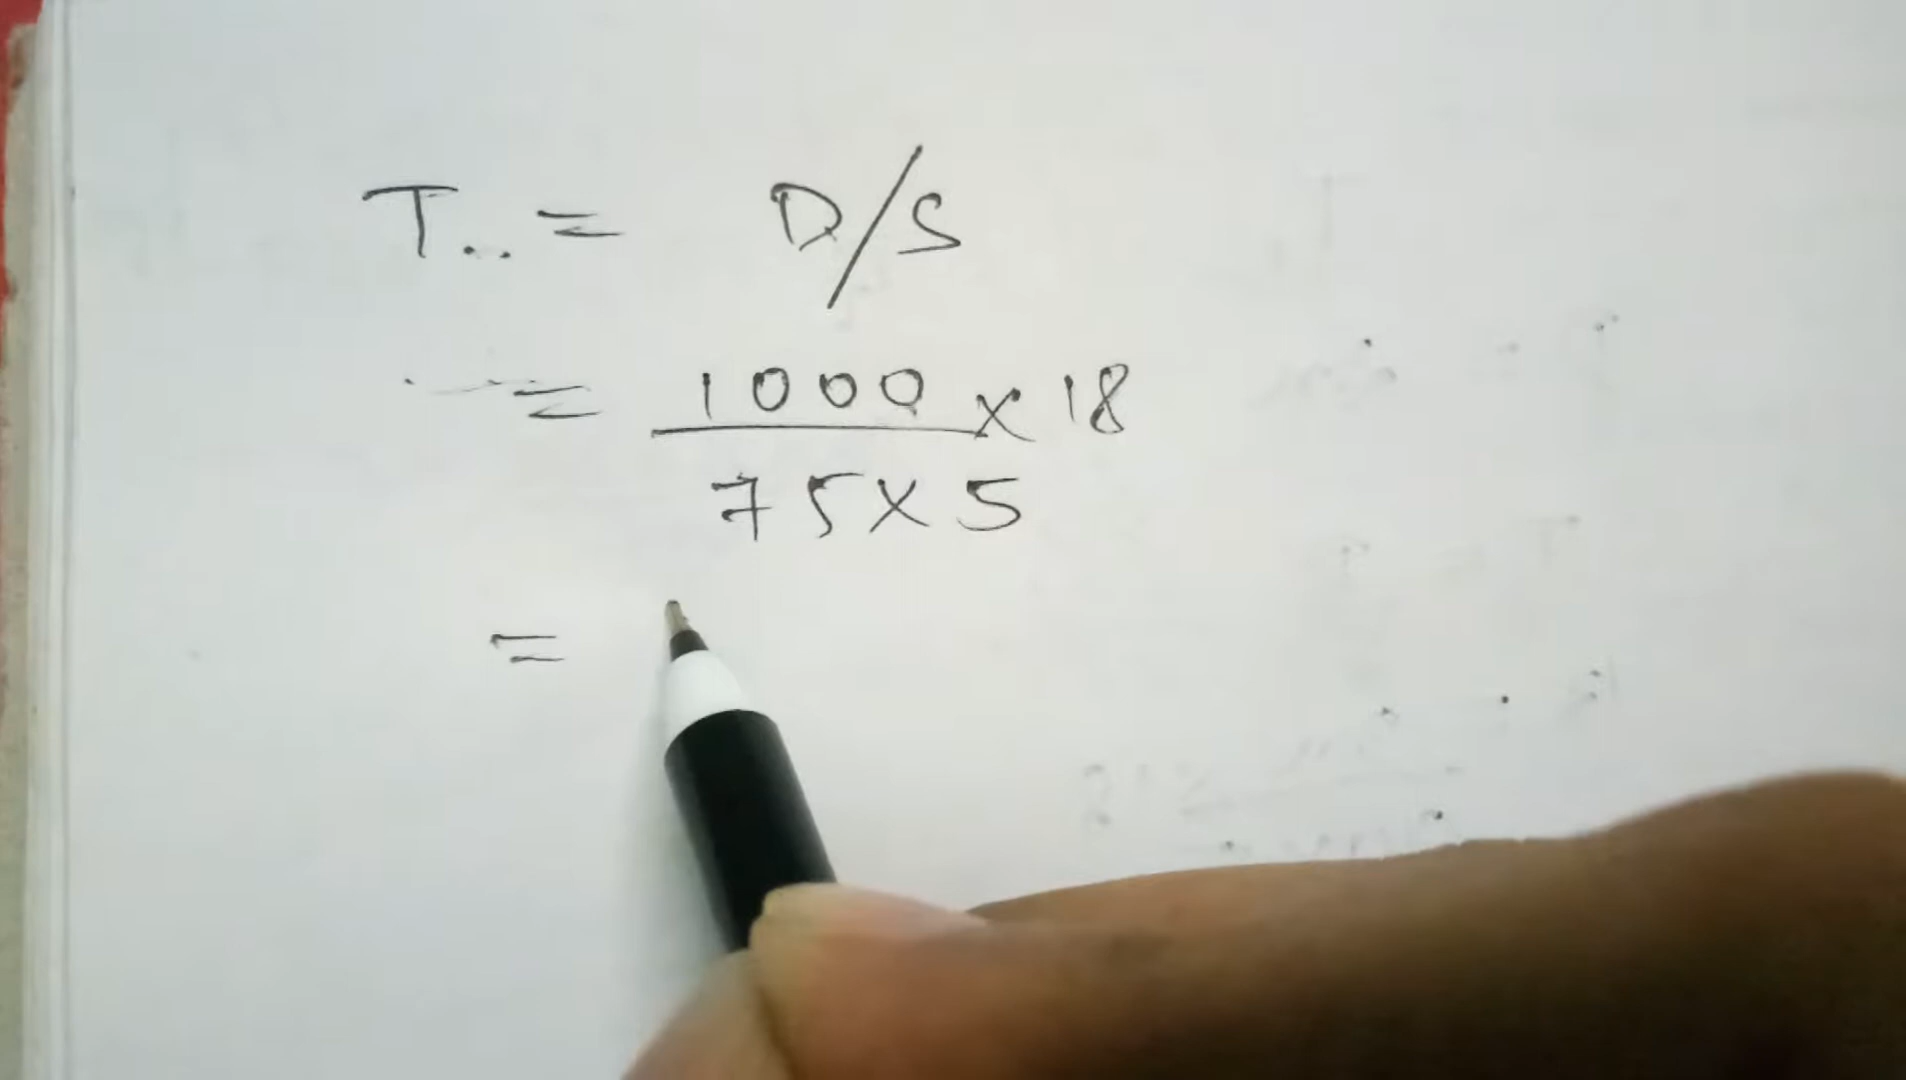 T.. = D/S
= 1000 x 18
75 x 5
=